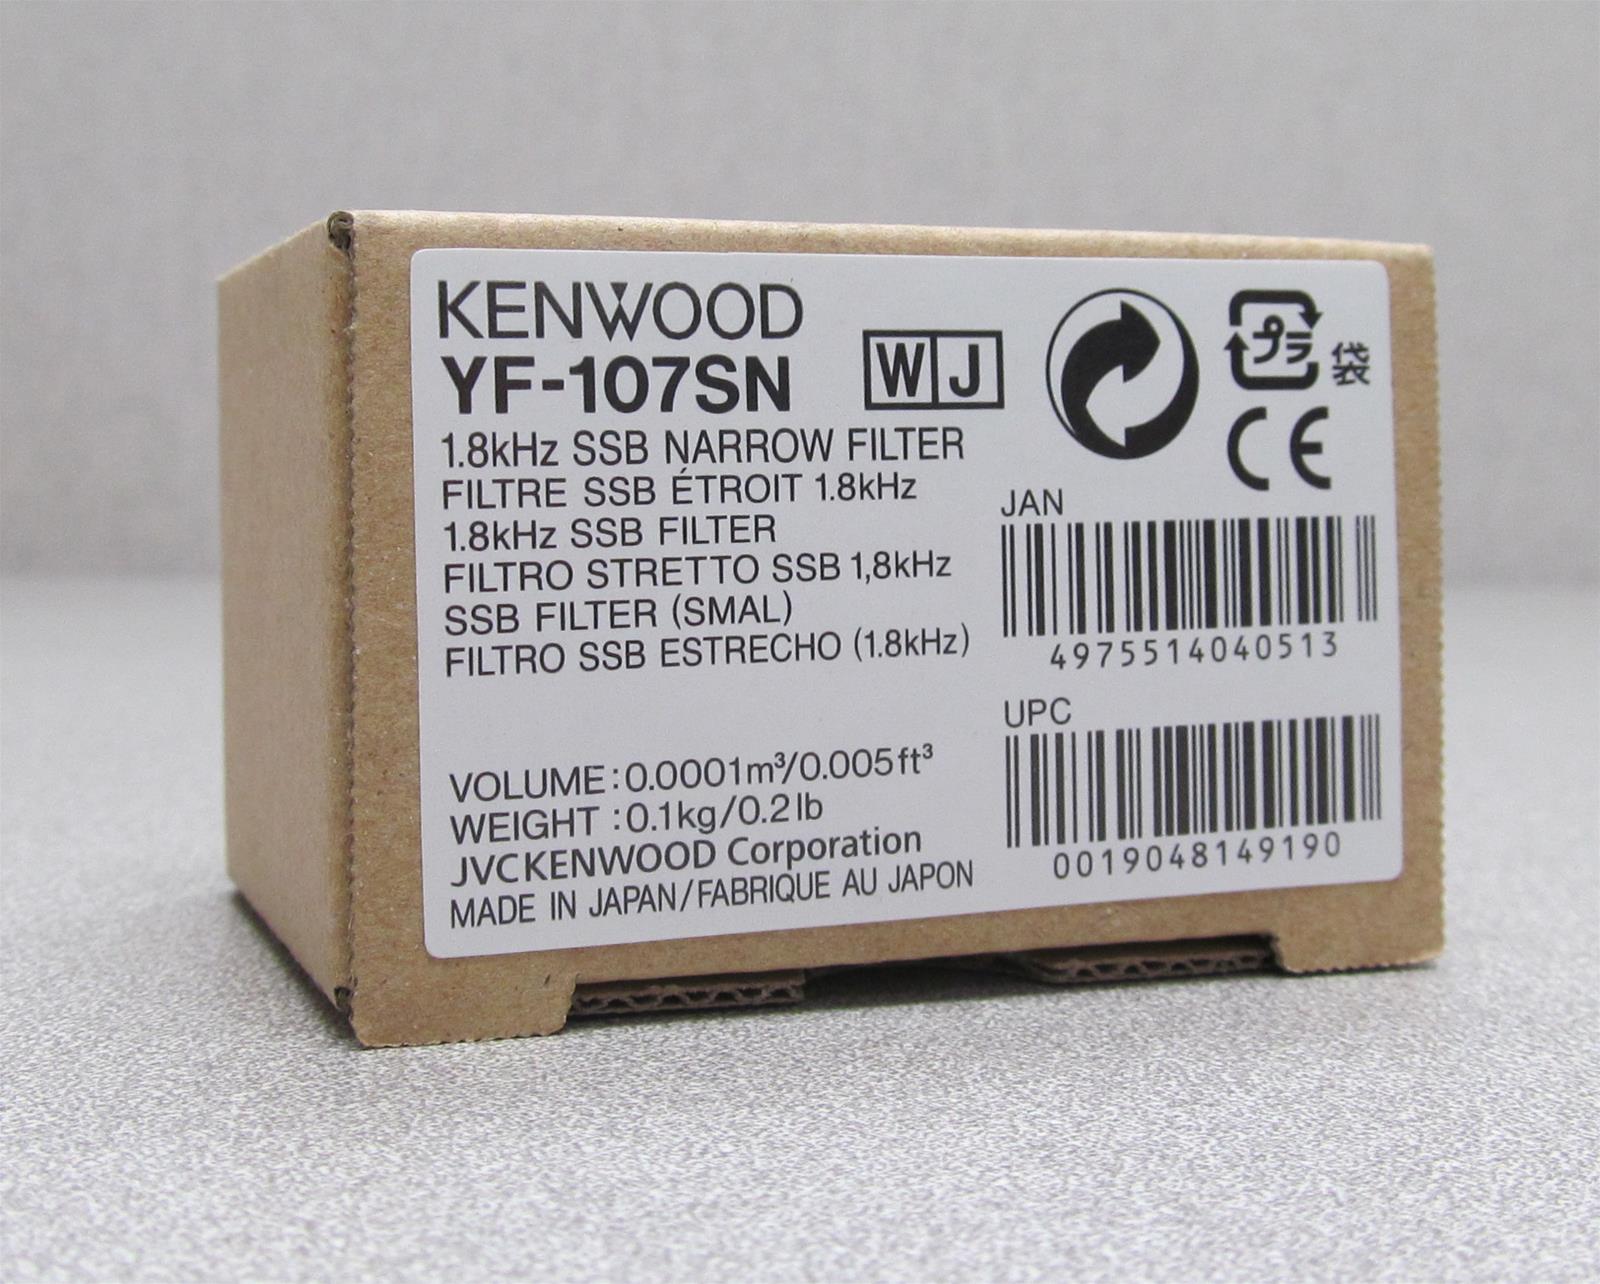 KENWOOD
YF-107SN
WJ
プラ
袋
CE
1.8kHz SSB NARROW FILTER
FILTRE SSB ÉTROIT 1.8kHz
1.8kHz SSB FILTER
FILTRO STRETTO SSB 1,8kHz
SSB FILTER (SMAL)
FILTRO SSB ESTRECHO (1.8kHz)
JAN
4975514040513
UPC
0019048149190
VOLUME:0.0001m³/0.005ft³
WEIGHT :0.1kg/0.2lb
JVCKENWOOD Corporation
MADE IN JAPAN/FABRIQUE AU JAPON